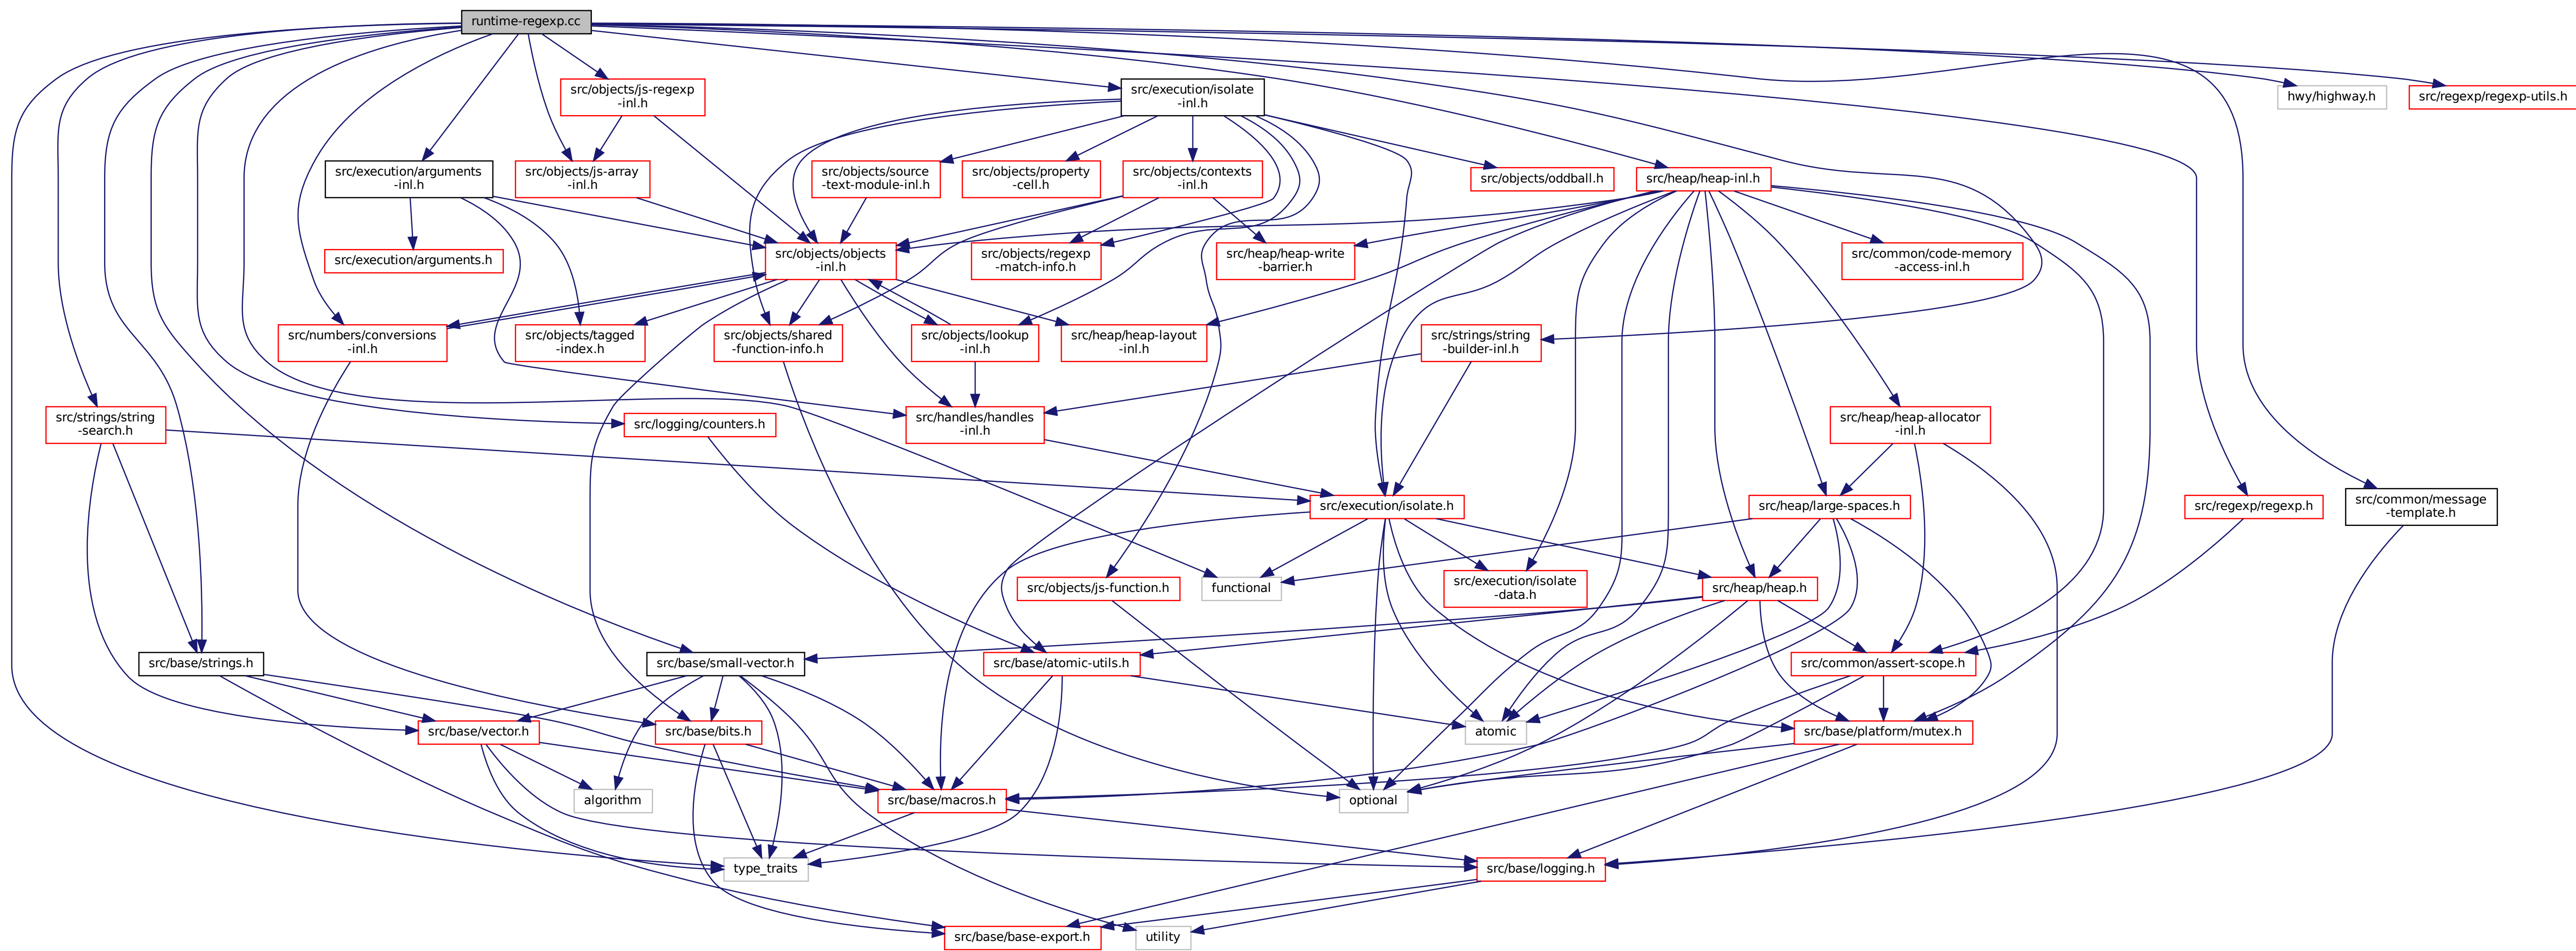 runtime-regexp.cc
src/objects/js-regexp
-inl.h
src/execution/isolate
-inl.h
hwy/highway.h
src/regexp/regexp-utils.h
src/execution/arguments
-inl.h
src/objects/js-array
-inl.h
src/objects/source
-text-module-inl.h
src/objects/property
-cell.h
src/objects/contexts
-inl.h
src/objects/oddball.h
src/heap/heap-inl.h
src/execution/arguments.h
src/objects/objects
-inl.h
src/objects/regexp
-match-info.h
src/heap/heap-write
-barrier.h
src/common/code-memory
-access-inl.h
src/numbers/conversions
-inl.h
src/objects/tagged
-index.h
src/objects/shared
-function-info.h
src/objects/lookup
-inl.h
src/heap/heap-layout
-inl.h
src/strings/string
-builder-inl.h
src/strings/string
-search.h
src/logging/counters.h
src/handles/handles
-inl.h
src/heap/heap-allocator
-inl.h
src/execution/isolate.h
src/heap/large-spaces.h
src/regexp/regexp.h
src/common/message
-template.h
src/objects/js-function.h
functional
src/execution/isolate
-data.h
src/heap/heap.h
src/base/strings.h
src/base/small-vector.h
src/base/atomic-utils.h
src/common/assert-scope.h
src/base/vector.h
src/base/bits.h
atomic
src/base/platform/mutex.h
algorithm
src/base/macros.h
optional
type_traits
src/base/logging.h
src/base/base-export.h
utility